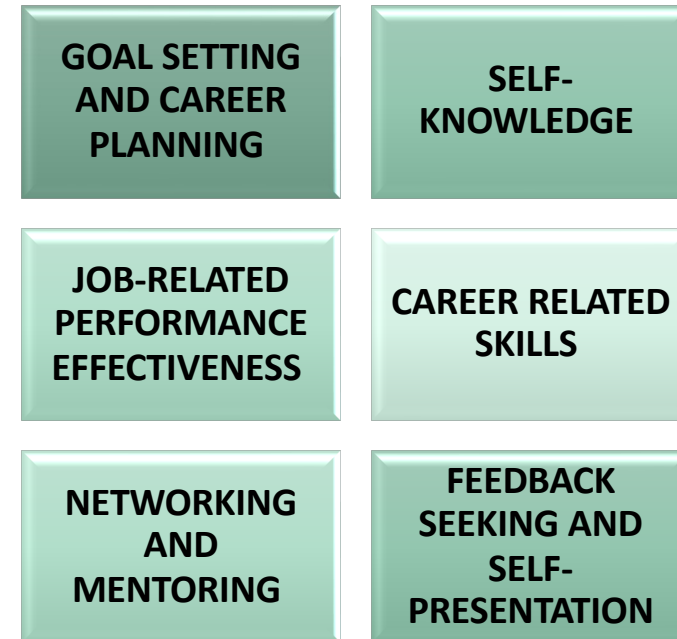 GOAL SETTING
AND CAREER
PLANNING
SELF-
KNOWLEDGE
JOB-RELATED
PERFORMANCE
EFFECTIVENESS
CAREER RELATED
SKILLS
NETWORKING
AND
MENTORING
FEEDBACK
SEEKING AND
SELF-
PRESENTATION